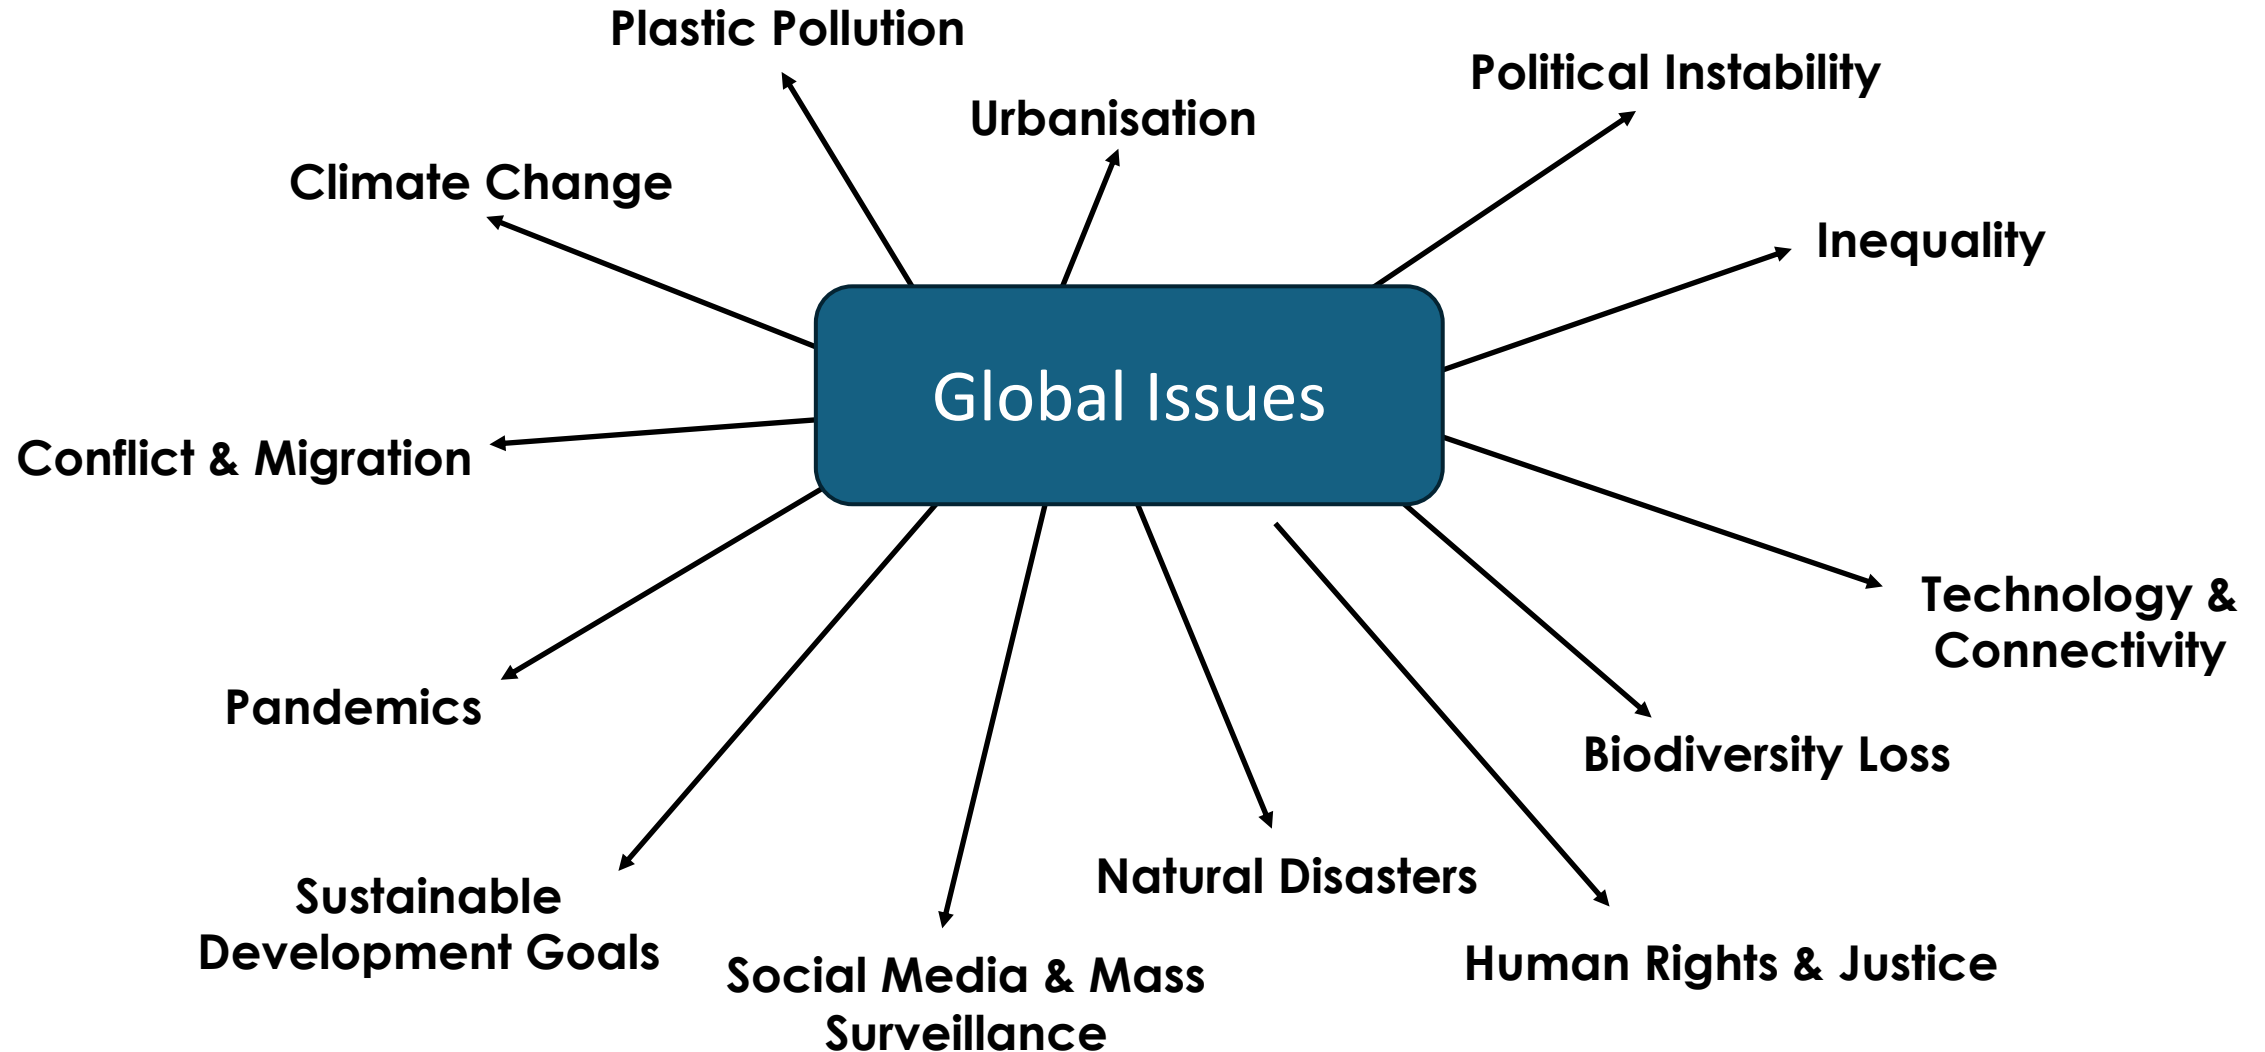 Plastic Pollution
Political Instability
Urbanisation
Climate Change
Inequality
Global Issues
Conflict & Migration
Technology &
Connectivity
Pandemics
Biodiversity Loss
Natural Disasters
Sustainable
Development Goals
Human Rights & Justice
Social Media & Mass
Surveillance